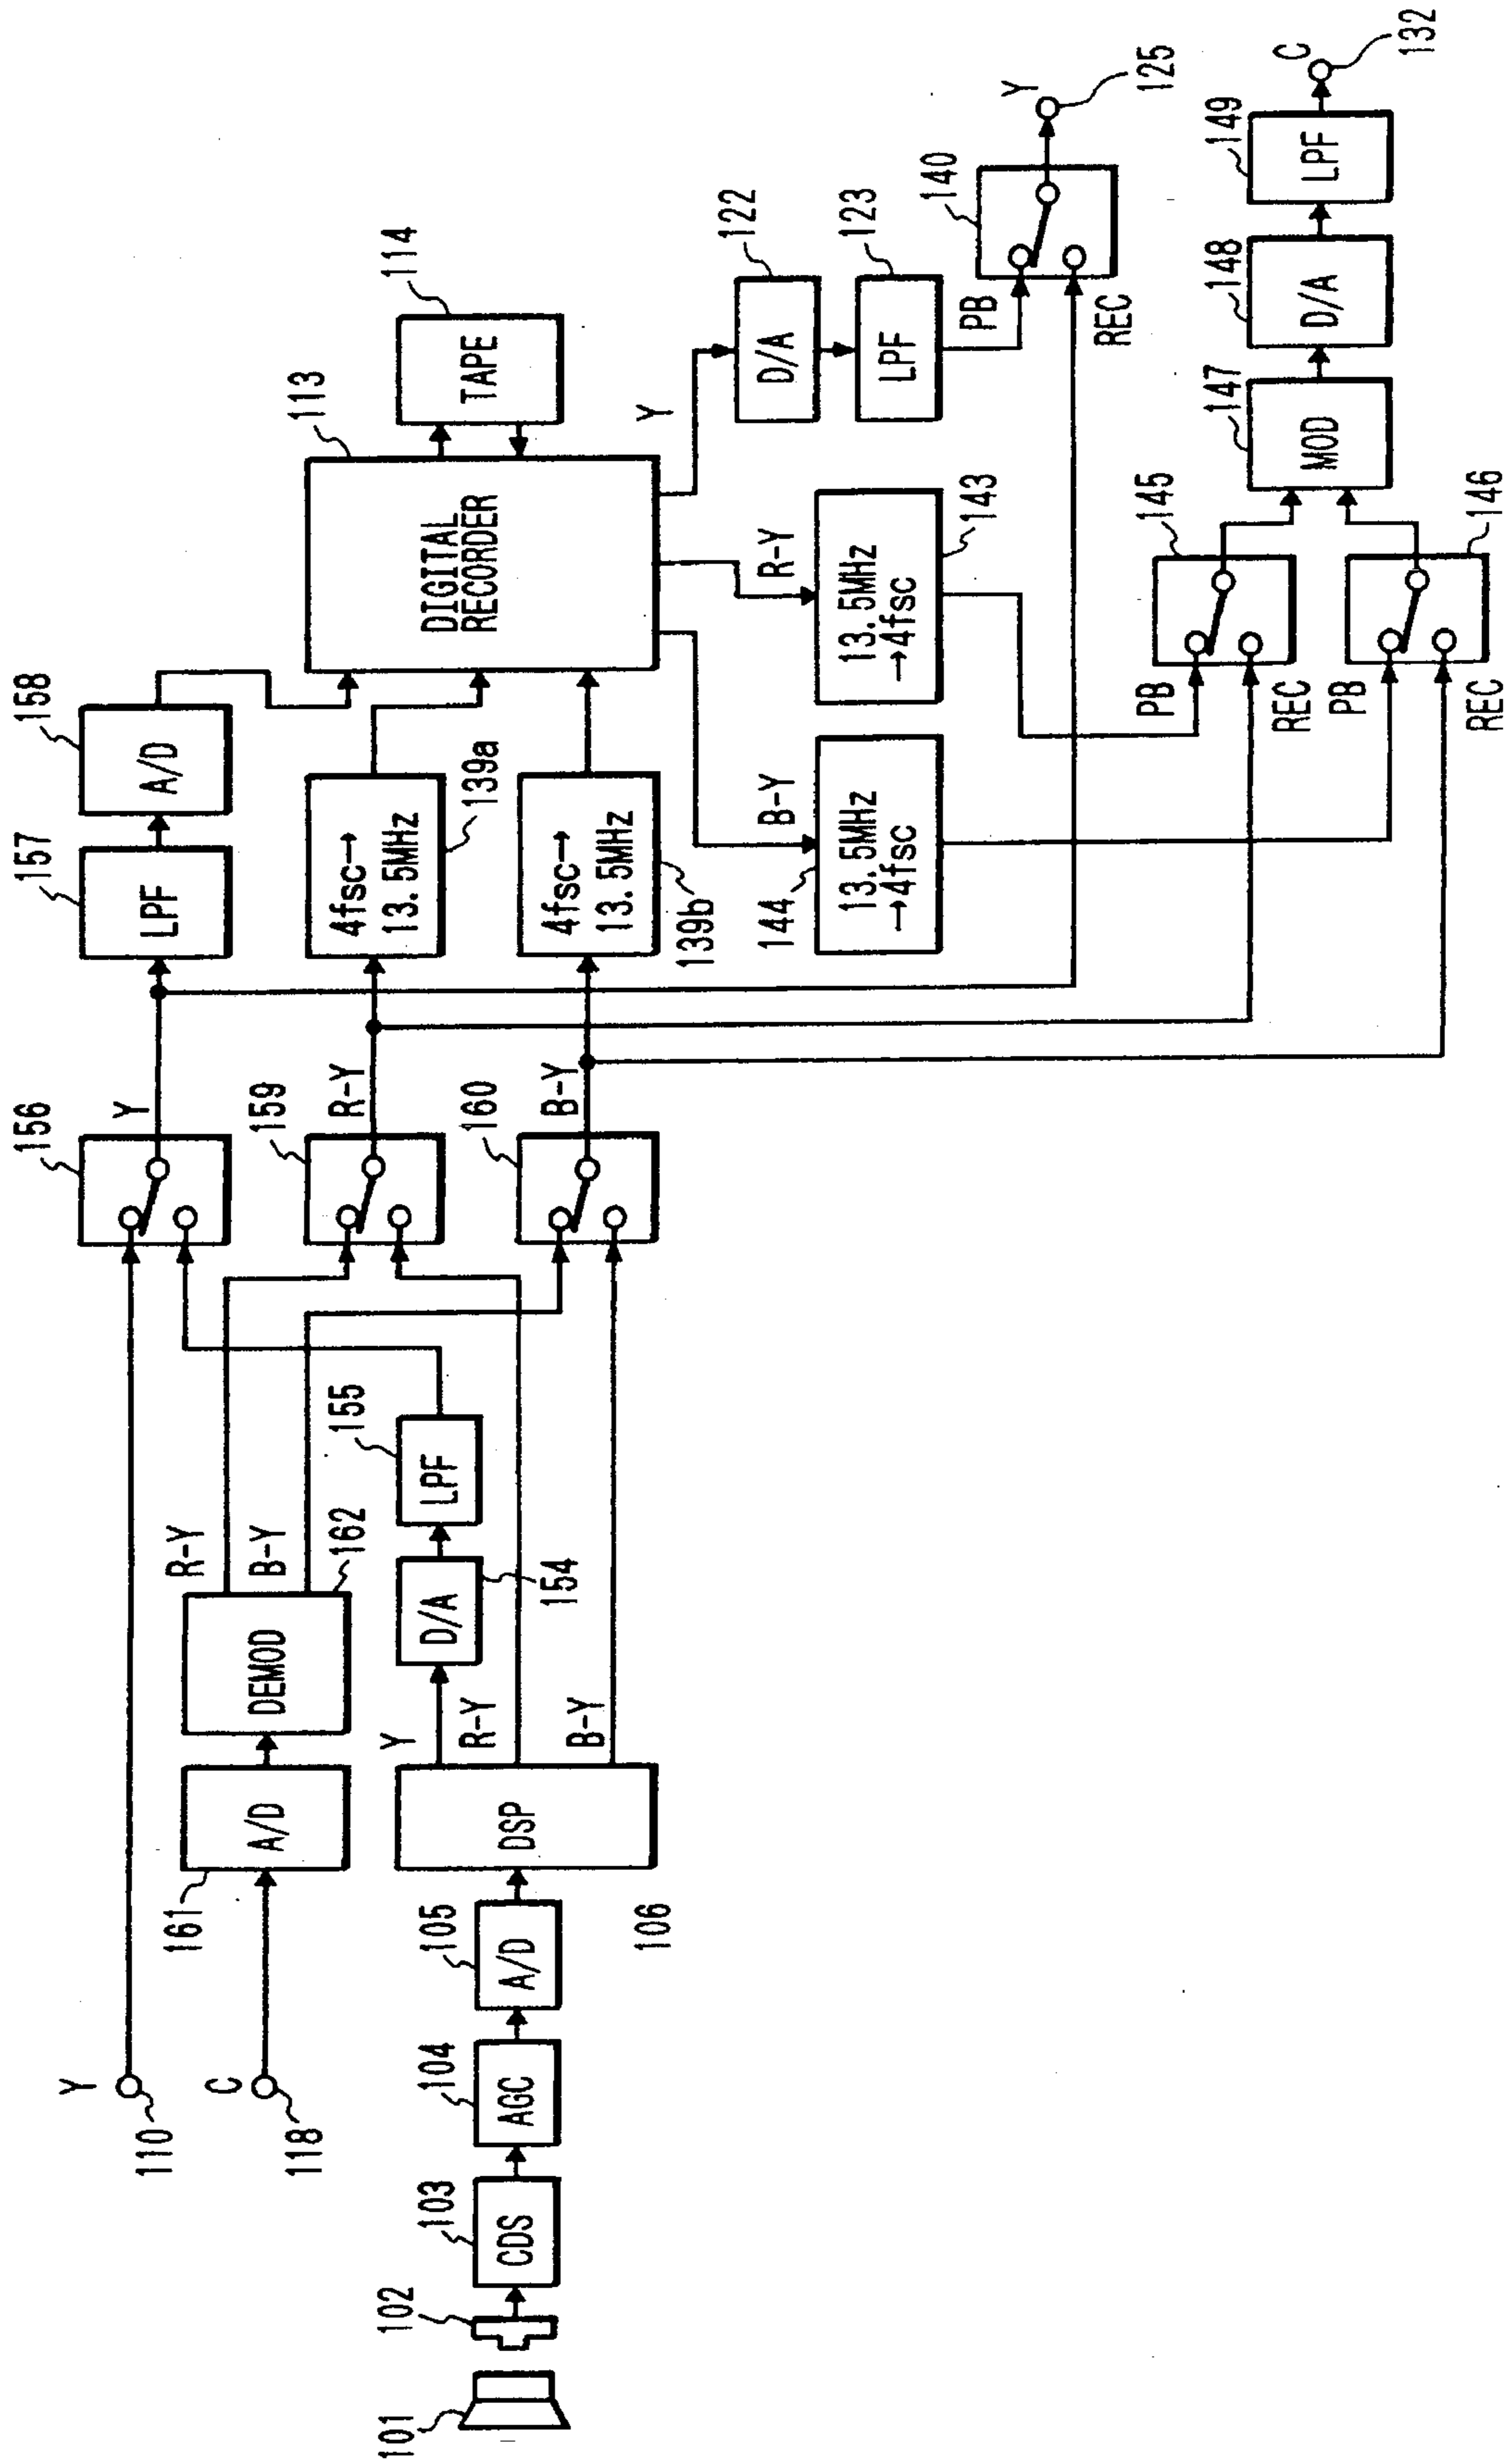 101
102
103
CDS
104
AGC
105
A/D
106
DSP
Y
R-Y
B-Y
154
D/A
155
LPF
Y
110
C
118
161
A/D
162
DEMOD
R-Y
B-Y
156
Y
159
R-Y
160
B-Y
157
LPF
158
A/D
139a
4fsc→
13.5MHz
139b
4fsc→
13.5MHz
113
DIGITAL
RECORDER
114
TAPE
Y
R-Y
B-Y
122
D/A
123
LPF
143
13.5MHz
→4fsc
144
13.5MHz
→4fsc
140
PB
REC
Y
125
145
PB
REC
146
PB
REC
147
MOD
148
D/A
149
LPF
C
132